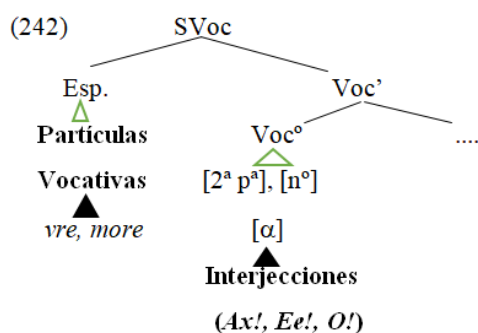 (242) SVoc
Esp. Voc’
Partículas Vocº ....
Vocativas [2ª pª], [nº]
vre, more [α]
Interjecciones
(Ax!, Ee!, O!)